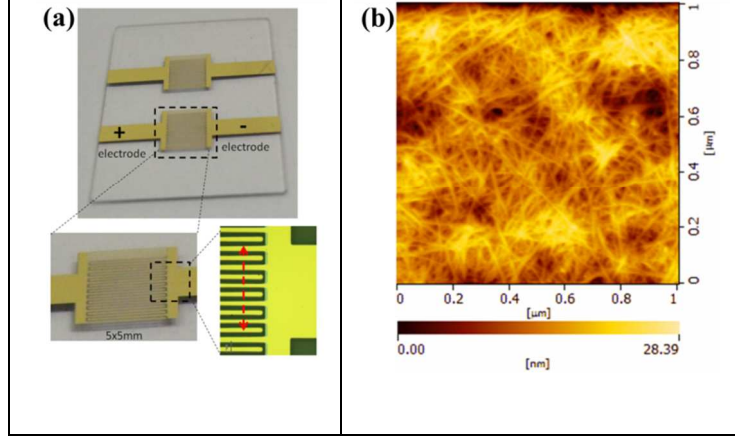 (a)
+
-
electrode
electrode
5x5mm
(b)
1
0.8
0.6
0.4
0.2
0
[μm]
0 0.2 0.4 0.6 0.8 1
[μm]
0.00 28.39
[nm]